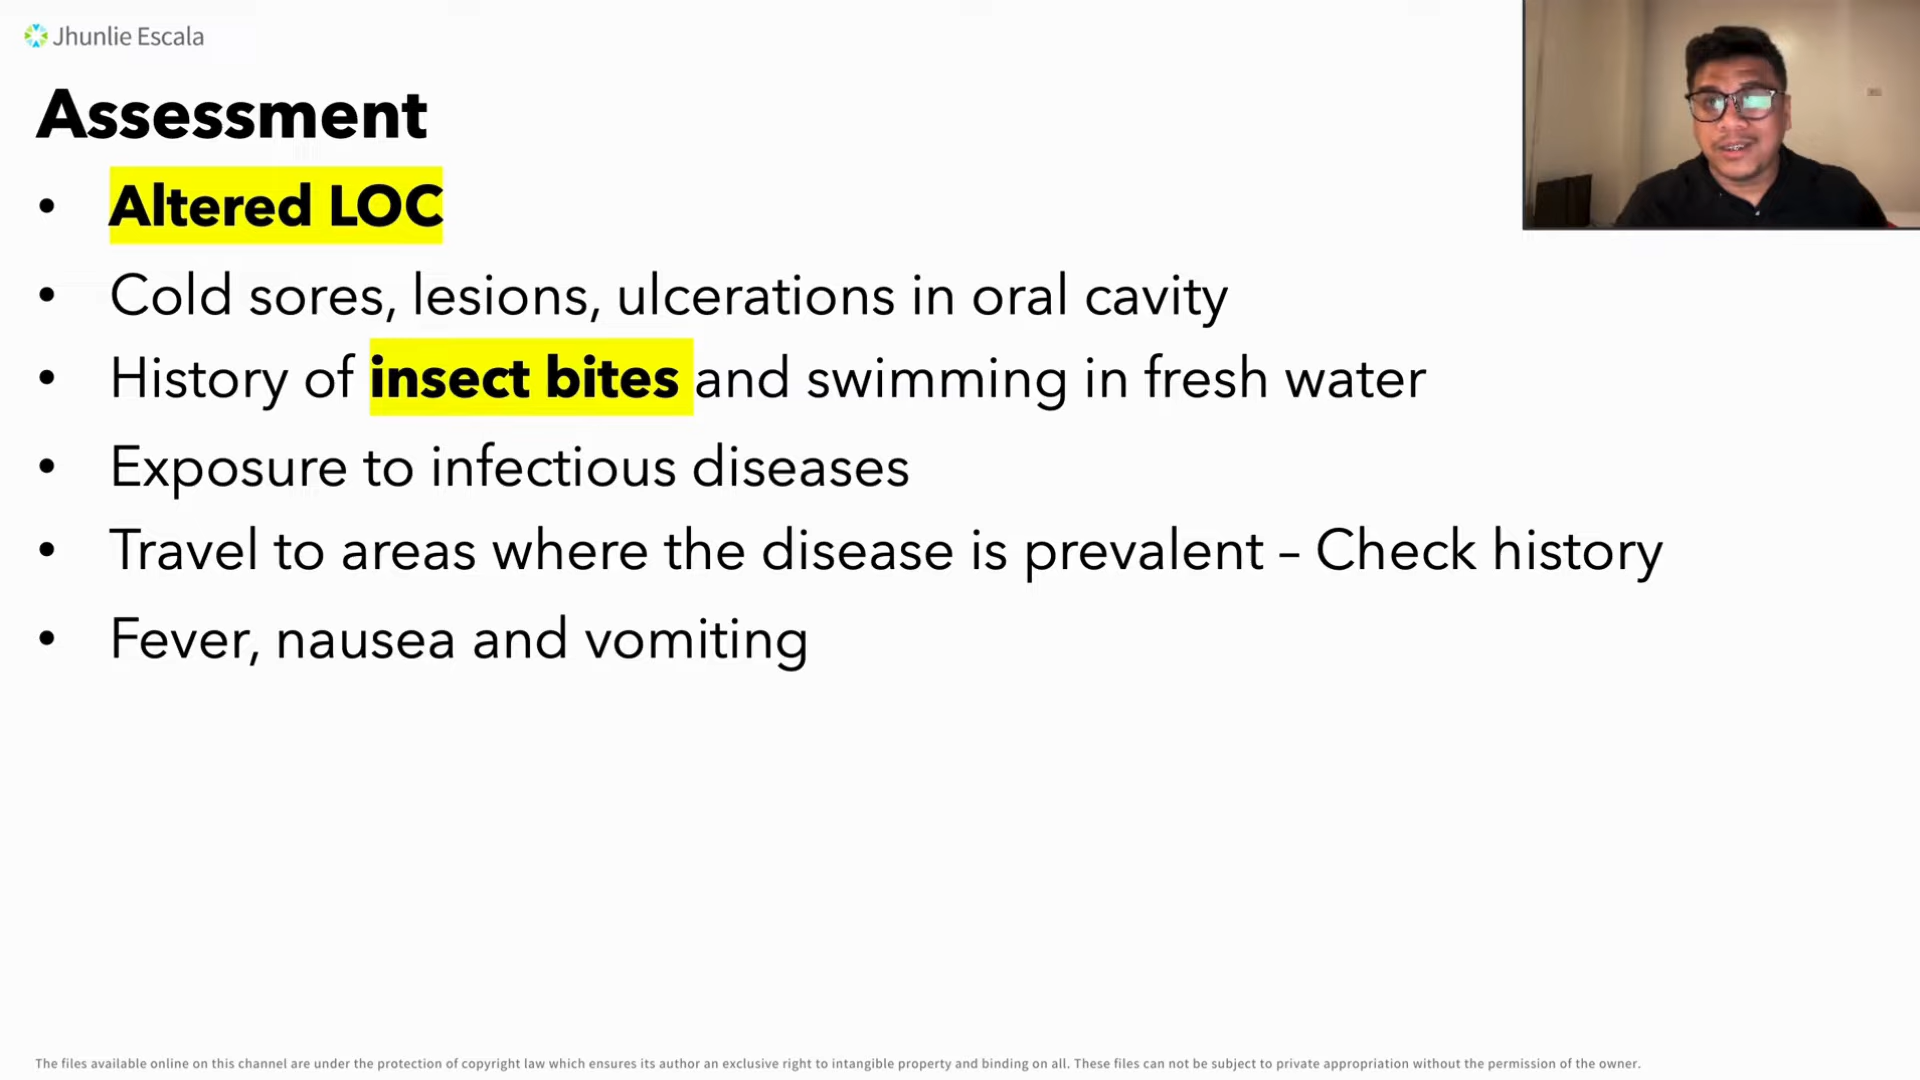 Jhunlie Escala
Assessment
• Altered LOC
• Cold sores, lesions, ulcerations in oral cavity
• History of insect bites and swimming in fresh water
• Exposure to infectious diseases
• Travel to areas where the disease is prevalent – Check history
• Fever, nausea and vomiting
The files available online on this channel are under the protection of copyright law which ensures its author an exclusive right to intangible property and binding on all. These files can not be subject to private appropriation without the permission of the owner.